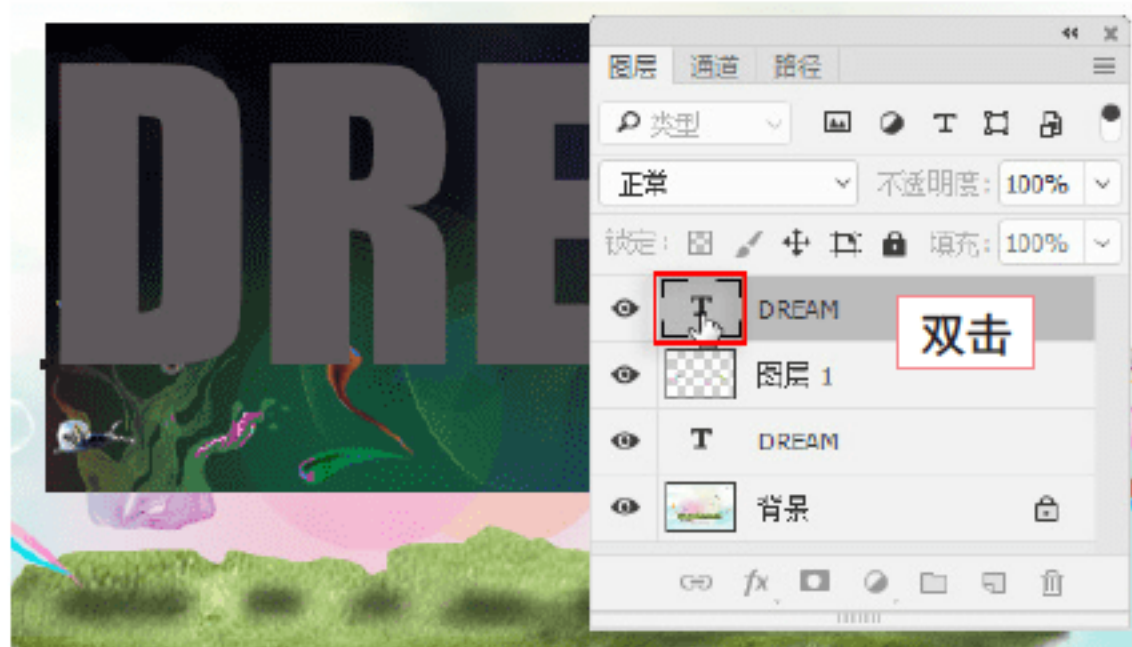 DRE
图层 通道 路径
类型
正常 不透明度: 100%
锁定: 填充: 100%
T DREAM
双击
图层 1
T DREAM
背景
fx